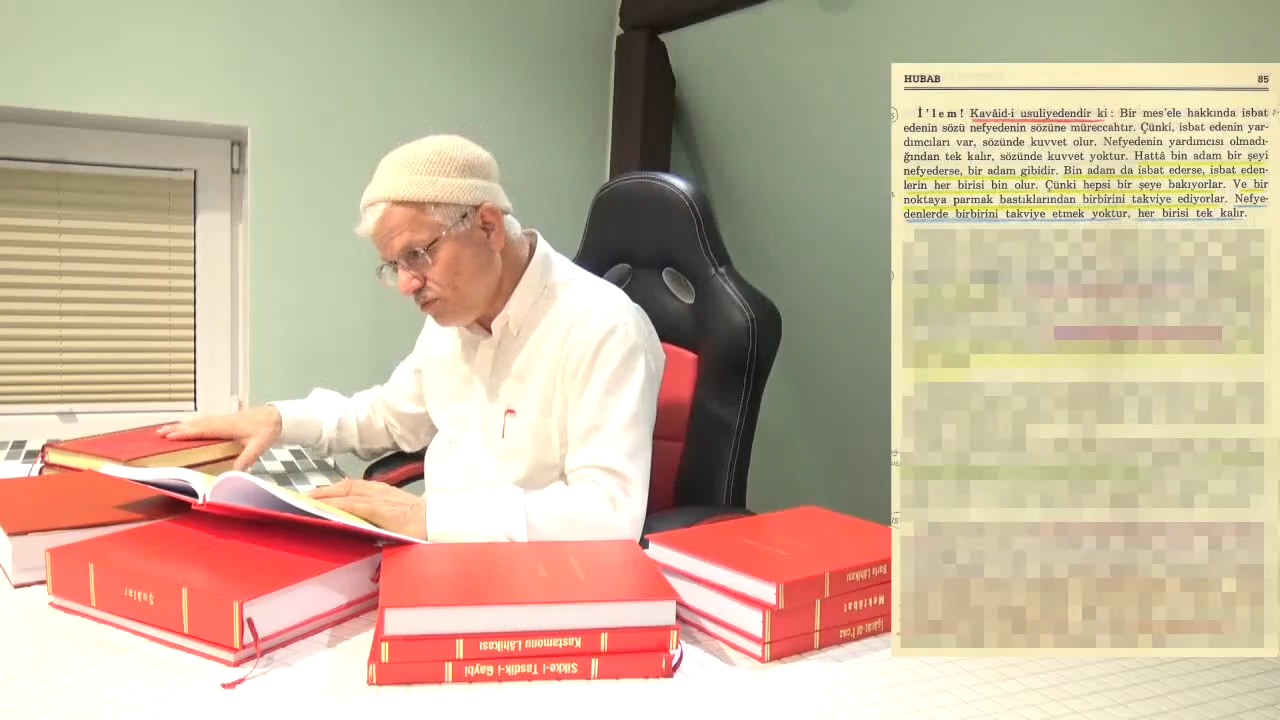 HUBAB 85
İ'lem! Kavâid-i usuliyedendir ki: Bir mes'ele hakkında isbat
edenin sözü nefyedenin sözüne müreccahtır. Çünki, isbat edenin yar-
dımcıları var, sözünde kuvvet olur. Nefyedenin yardımcısı olmadı-
ğından tek kalır, sözünde kuvvet yoktur. Hattâ bin adam bir şeyi
nefyederse, bir adam gibidir. Bin adam da isbat ederse, isbat eden-
lerin her birisi bin olur. Çünki hepsi bir şeye bakıyorlar. Ve bir
noktaya parmak bastıklarından birbirini takviye ediyorlar. Nefye-
denlerde birbirini takviye etmek yoktur, her birisi tek kalır.
Şuâlar
Kastamonu Lâhikası
Sikke-i Tasdik-i Gaybî
Barla Lâhikası
Mektûbat
İşârât-ül İ'caz